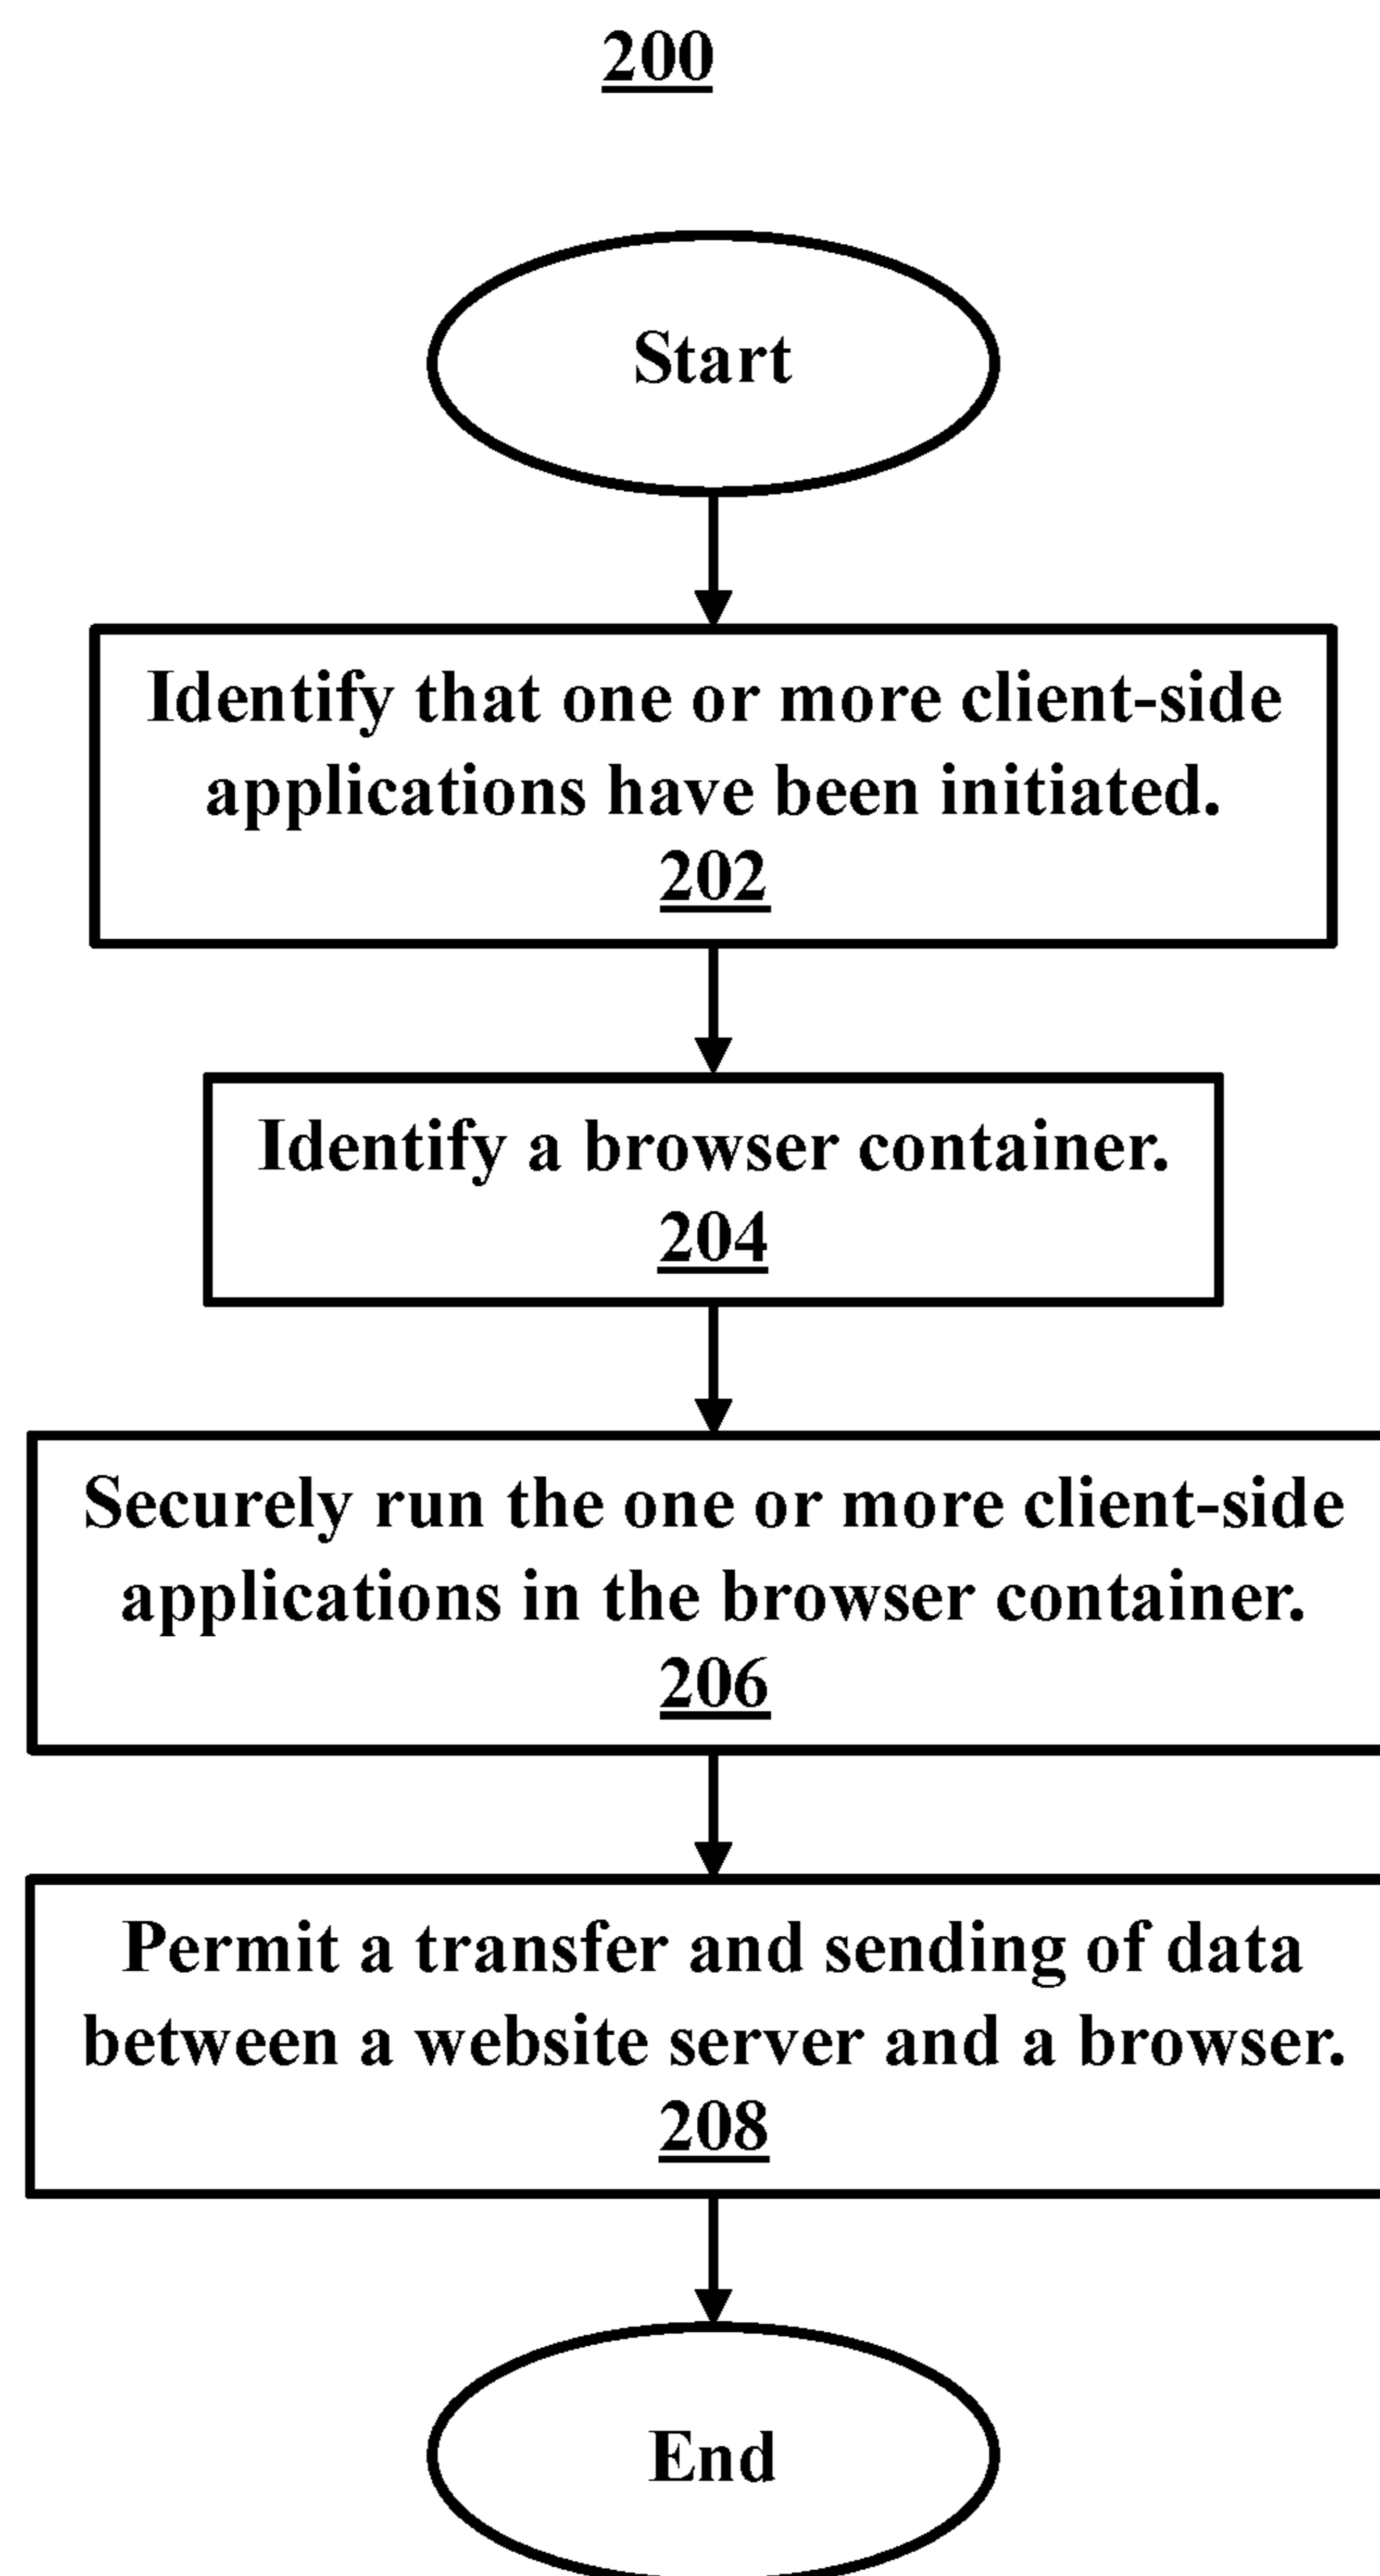 200
Start
Identify that one or more client-side
applications have been initiated.
202
Identify a browser container.
204
Securely run the one or more client-side
applications in the browser container.
206
Permit a transfer and sending of data
between a website server and a browser.
208
End